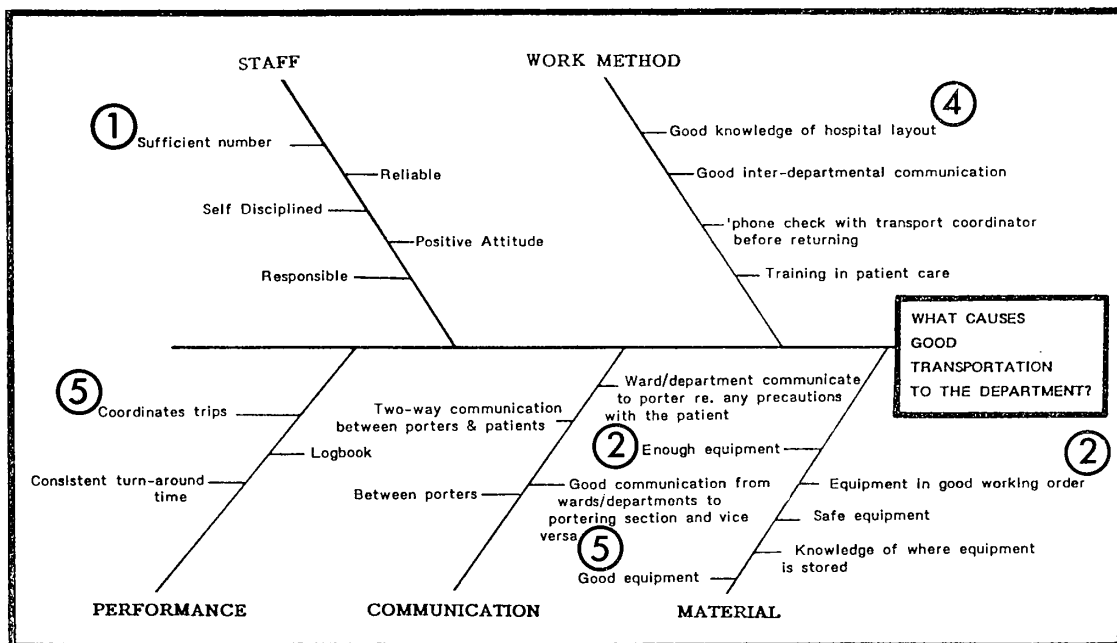 STAFF
WORK METHOD
1
Sufficient number
Reliable
Self Disciplined
Positive Attitude
Responsible
4
Good knowledge of hospital layout
Good inter-departmental communication
'phone check with transport coordinator
before returning
Training in patient care
WHAT CAUSES
GOOD
TRANSPORTATION
TO THE DEPARTMENT?
5
Coordinates trips
Logbook
Consistent turn-around
time
Two-way communication
between porters & patients
Between porters
Ward/department communicate
to porter re. any precautions
with the patient
Good communication from
wards/departments to
portering section and vice
versa
5
2
Enough equipment
2
Equipment in good working order
Safe equipment
Knowledge of where equipment
is stored
Good equipment
PERFORMANCE
COMMUNICATION
MATERIAL